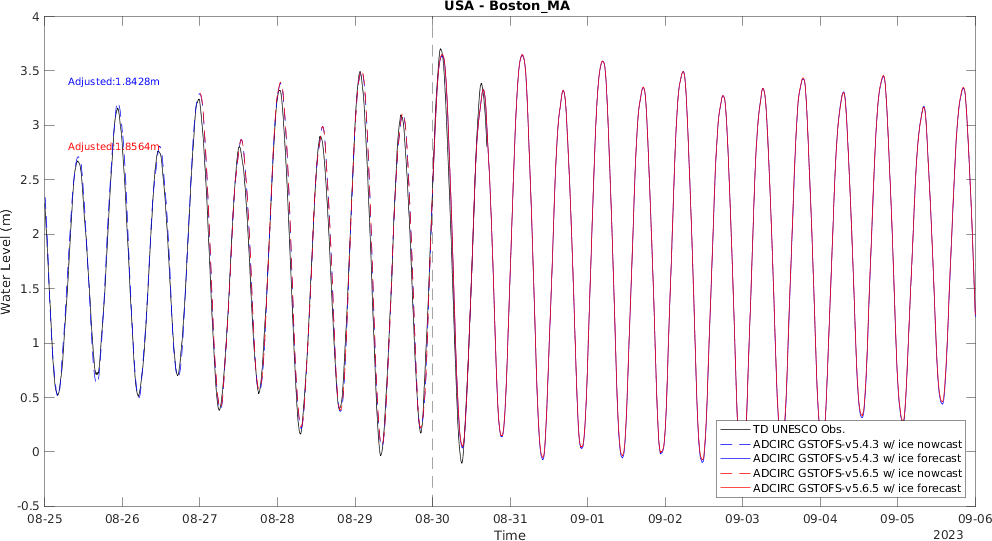 USA - Boston_MA
4
3.5
3
2.5
2
1.5
1
0.5
0
-0.5
Water Level (m)
Adjusted:1.8428m
Adjusted:1.8564m
TD UNESCO Obs.
ADCIRC GSTOFS-v5.4.3 w/ ice nowcast
ADCIRC GSTOFS-v5.4.3 w/ ice forecast
ADCIRC GSTOFS-v5.6.5 w/ ice nowcast
ADCIRC GSTOFS-v5.6.5 w/ ice forecast
08-25 08-26 08-27 08-28 08-29 08-30 08-31 09-01 09-02 09-03 09-04 09-05 09-06
Time
2023